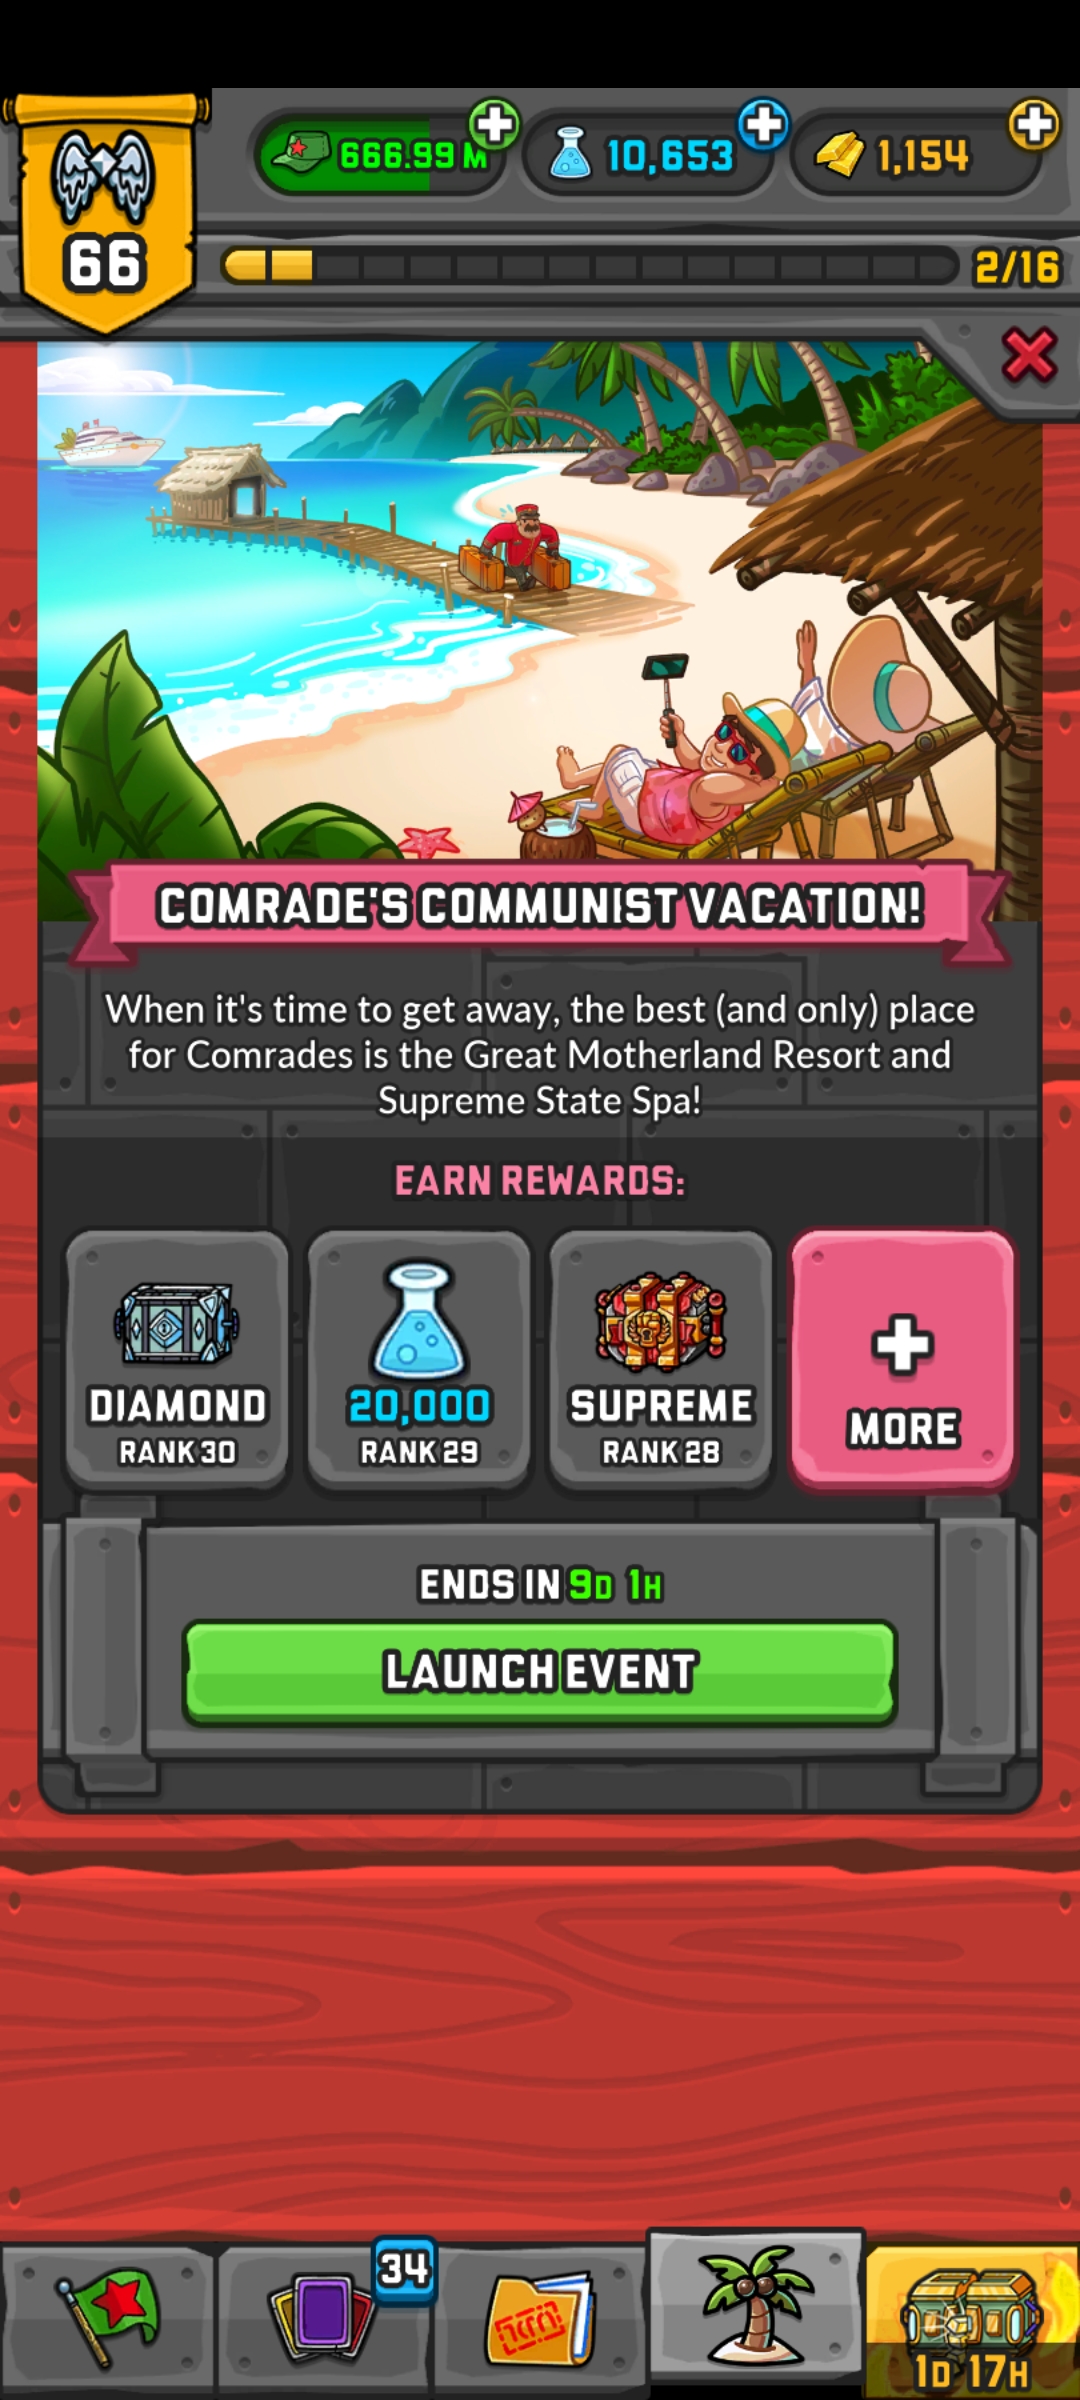 666.99 M
10,653
1,154
66
2/16
COMRADE'S COMMUNIST VACATION!
When it's time to get away, the best (and only) place
for Comrades is the Great Motherland Resort and
Supreme State Spa!
EARN REWARDS:
DIAMOND
RANK 30
20,000
RANK 29
SUPREME
RANK 28
MORE
ENDS IN 9D 1H
LAUNCH EVENT
34
1D 17H